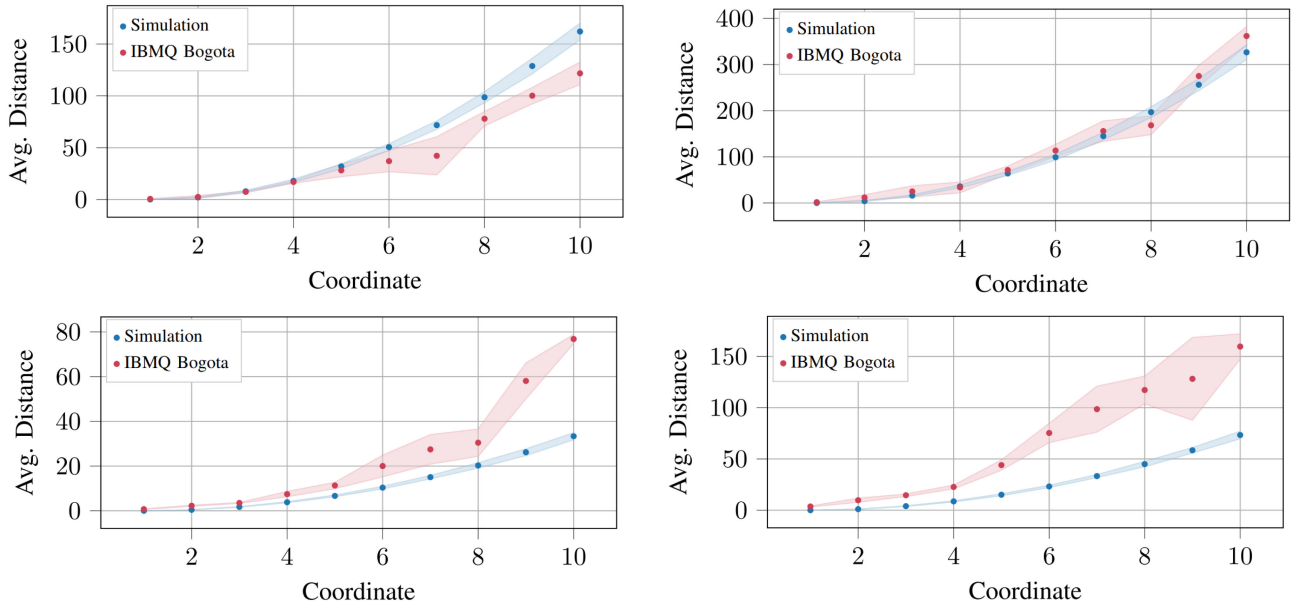 Simulation
IBMQ Bogota
150
100
50
0
2 4 6 8 10
Coordinate
Avg. Distance
Simulation
IBMQ Bogota
400
300
200
100
0
2 4 6 8 10
Coordinate
Avg. Distance
Simulation
IBMQ Bogota
80
60
40
20
0
2 4 6 8 10
Coordinate
Avg. Distance
Simulation
IBMQ Bogota
150
100
50
0
2 4 6 8 10
Coordinate
Avg. Distance